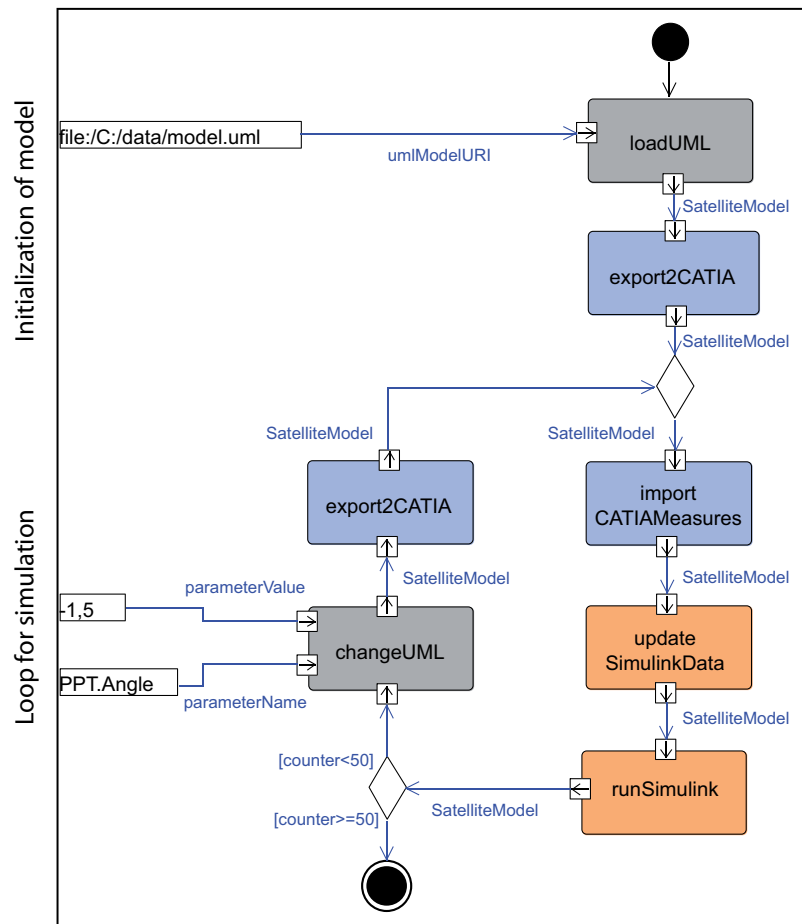 Initialization of model
file:/C:/data/model.uml
umlModelURI
loadUML
SatelliteModel
export2CATIA
SatelliteModel
SatelliteModel
SatelliteModel
import
CATIAMeasures
SatelliteModel
update
SimulinkData
SatelliteModel
runSimulink
SatelliteModel
Loop for simulation
export2CATIA
SatelliteModel
parameterValue
-1,5
changeUML
PPT.Angle
parameterName
[counter<50]
[counter>=50]